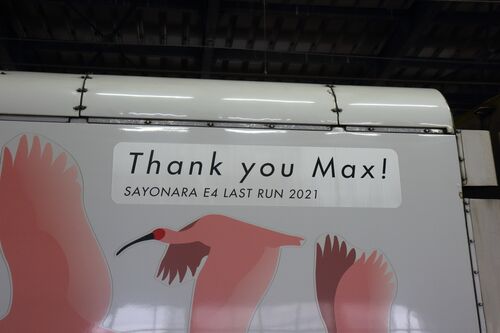 Thank you Max!
SAYONARA E4 LAST RUN 2021